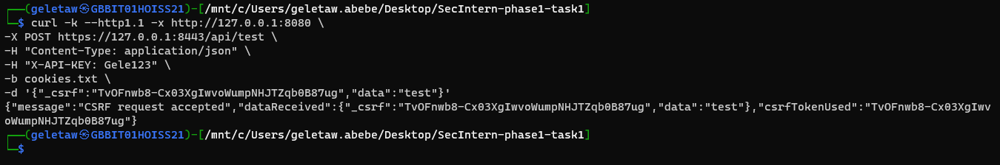 ┌──(geletaw㉿GBBIT01HOISS21)-[/mnt/c/Users/geletaw.abebe/Desktop/SecIntern-phase1-task1]
└─$ curl -k --http1.1 -x http://127.0.0.1:8080 \
-X POST https://127.0.0.1:8443/api/test \
-H "Content-Type: application/json" \
-H "X-API-KEY: Gele123" \
-b cookies.txt \
-d '{"_csrf":"TvOFnwb8-Cx03XgIwvoWumpNHJTZqb0B87ug","data":"test"}'
{"message":"CSRF request accepted","dataReceived":{"_csrf":"TvOFnwb8-Cx03XgIwvoWumpNHJTZqb0B87ug","data":"test"},"csrfTokenUsed":"TvOFnwb8-Cx03XgIwv
oWumpNHJTZqb0B87ug"}
┌──(geletaw㉿GBBIT01HOISS21)-[/mnt/c/Users/geletaw.abebe/Desktop/SecIntern-phase1-task1]
└─$